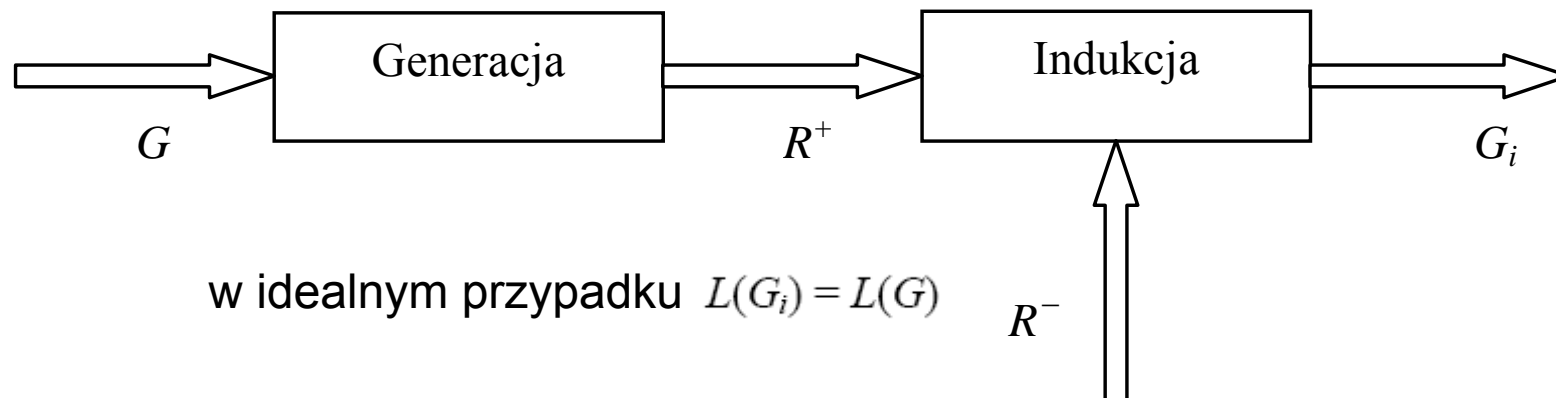 Generacja
Indukcja
G
R⁺
Gᵢ
w idealnym przypadku L(Gᵢ) = L(G)
R⁻